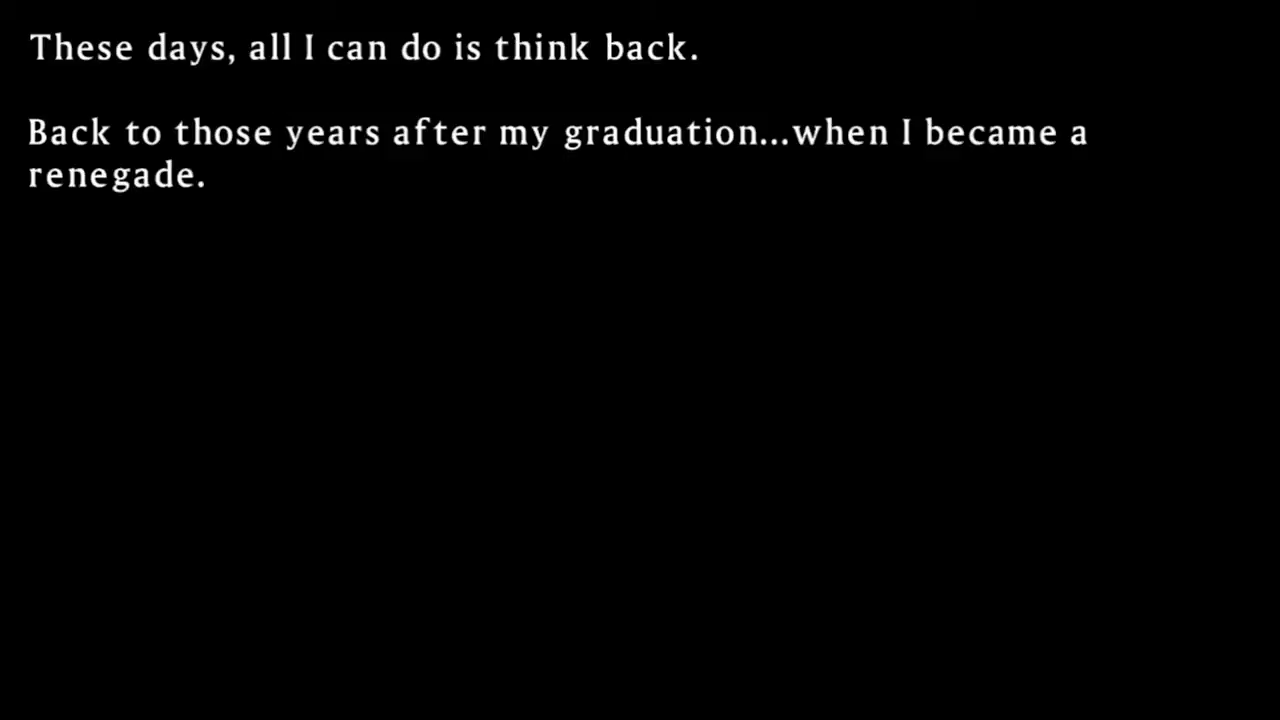 These days, all I can do is think back.
Back to those years after my graduation...when I became a
renegade.